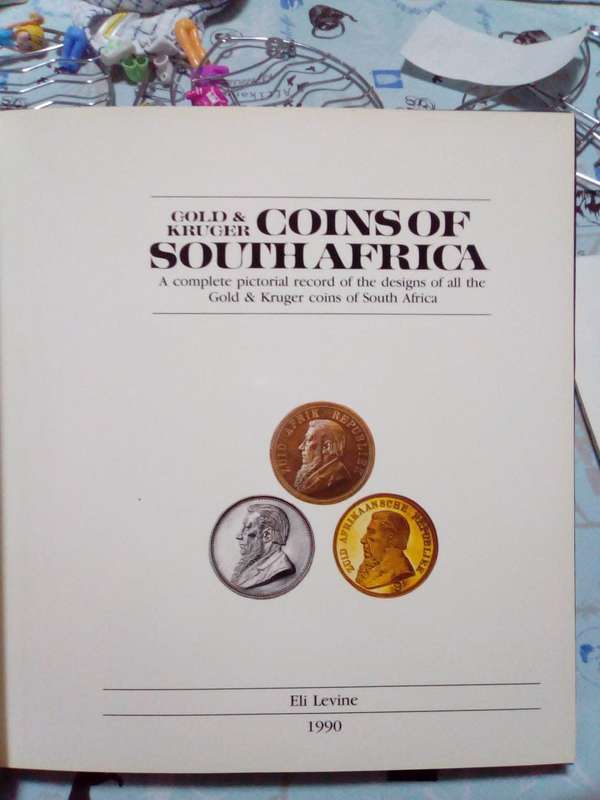 GOLD & KRUGER COINS OF
SOUTH AFRICA
A complete pictorial record of the designs of all the
Gold & Kruger coins of South Africa
ZUID AFRIK REPUBLIEK
ZUID AFRIKAANSCHE REPUBLIEK
Eli Levine
1990